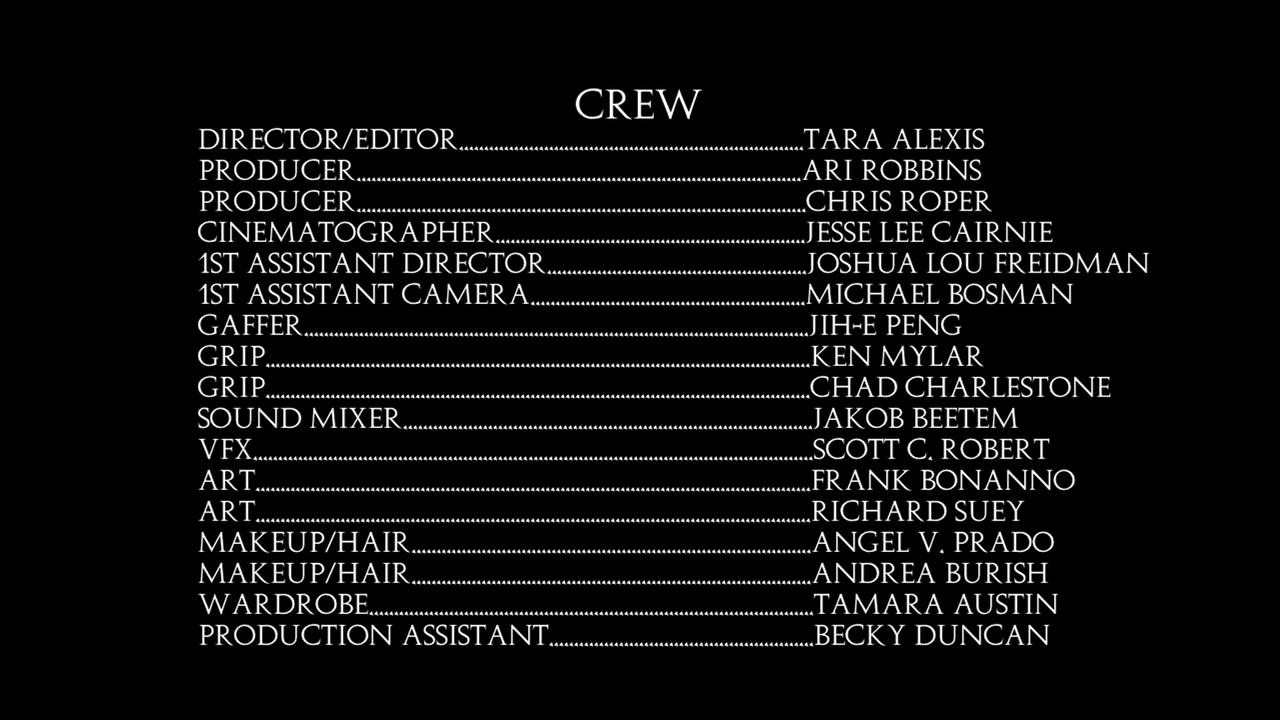 CREW
DIRECTOR/EDITOR........................................TARA ALEXIS
PRODUCER........................................ARI ROBBINS
PRODUCER........................................CHRIS ROPER
CINEMATOGRAPHER........................................JESSE LEE CAIRNIE
1ST ASSISTANT DIRECTOR........................................JOSHUA LOU FREIDMAN
1ST ASSISTANT CAMERA........................................MICHAEL BOSMAN
GAFFER........................................JIH-E PENG
GRIP........................................KEN MYLAR
GRIP........................................CHAD CHARLESTONE
SOUND MIXER........................................JAKOB BEETEM
VFX........................................SCOTT C. ROBERT
ART........................................FRANK BONANNO
ART........................................RICHARD SUEY
MAKEUP/HAIR........................................ANGEL V. PRADO
MAKEUP/HAIR........................................ANDREA BURISH
WARDROBE........................................TAMARA AUSTIN
PRODUCTION ASSISTANT........................................BECKY DUNCAN